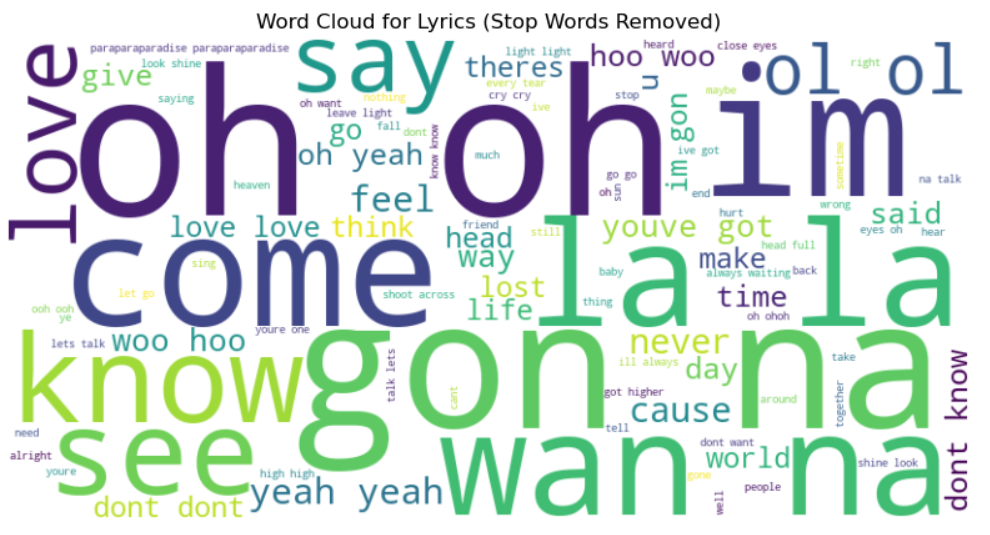 Word Cloud for Lyrics (Stop Words Removed)
paraparaparadise paraparaparadise
love
look shine
give
saying
say
light light
theres
every tear
cry cry
ive
hoo woo
heard
close eyes
u
stop
maybe
ol ol
right
oh oh
im
oh want
nothing
leave light
go
fall
dont
know know
oh yeah
much
heaven
feel
im gon
ive got
go go
oh
sun go
end
sometime
na talk
wrong
said
eyes oh
hear
love love
think
friend
still
head
way
youve got
hurt
head full
make
always waiting
back
come
sing
let go
shoot across
lost
life
baby
thing
time
oh ohoh
la la
ooh ooh
ye
lets talk
woo hoo
youre one
know
gon na
talk lets
cant
never
ill always
day
take
got higher
cause
around
together
tell
dont know
see
need
alright
youre
high high
yeah yeah
dont dont
wan na
dont want
world
gone
people
well
shine look